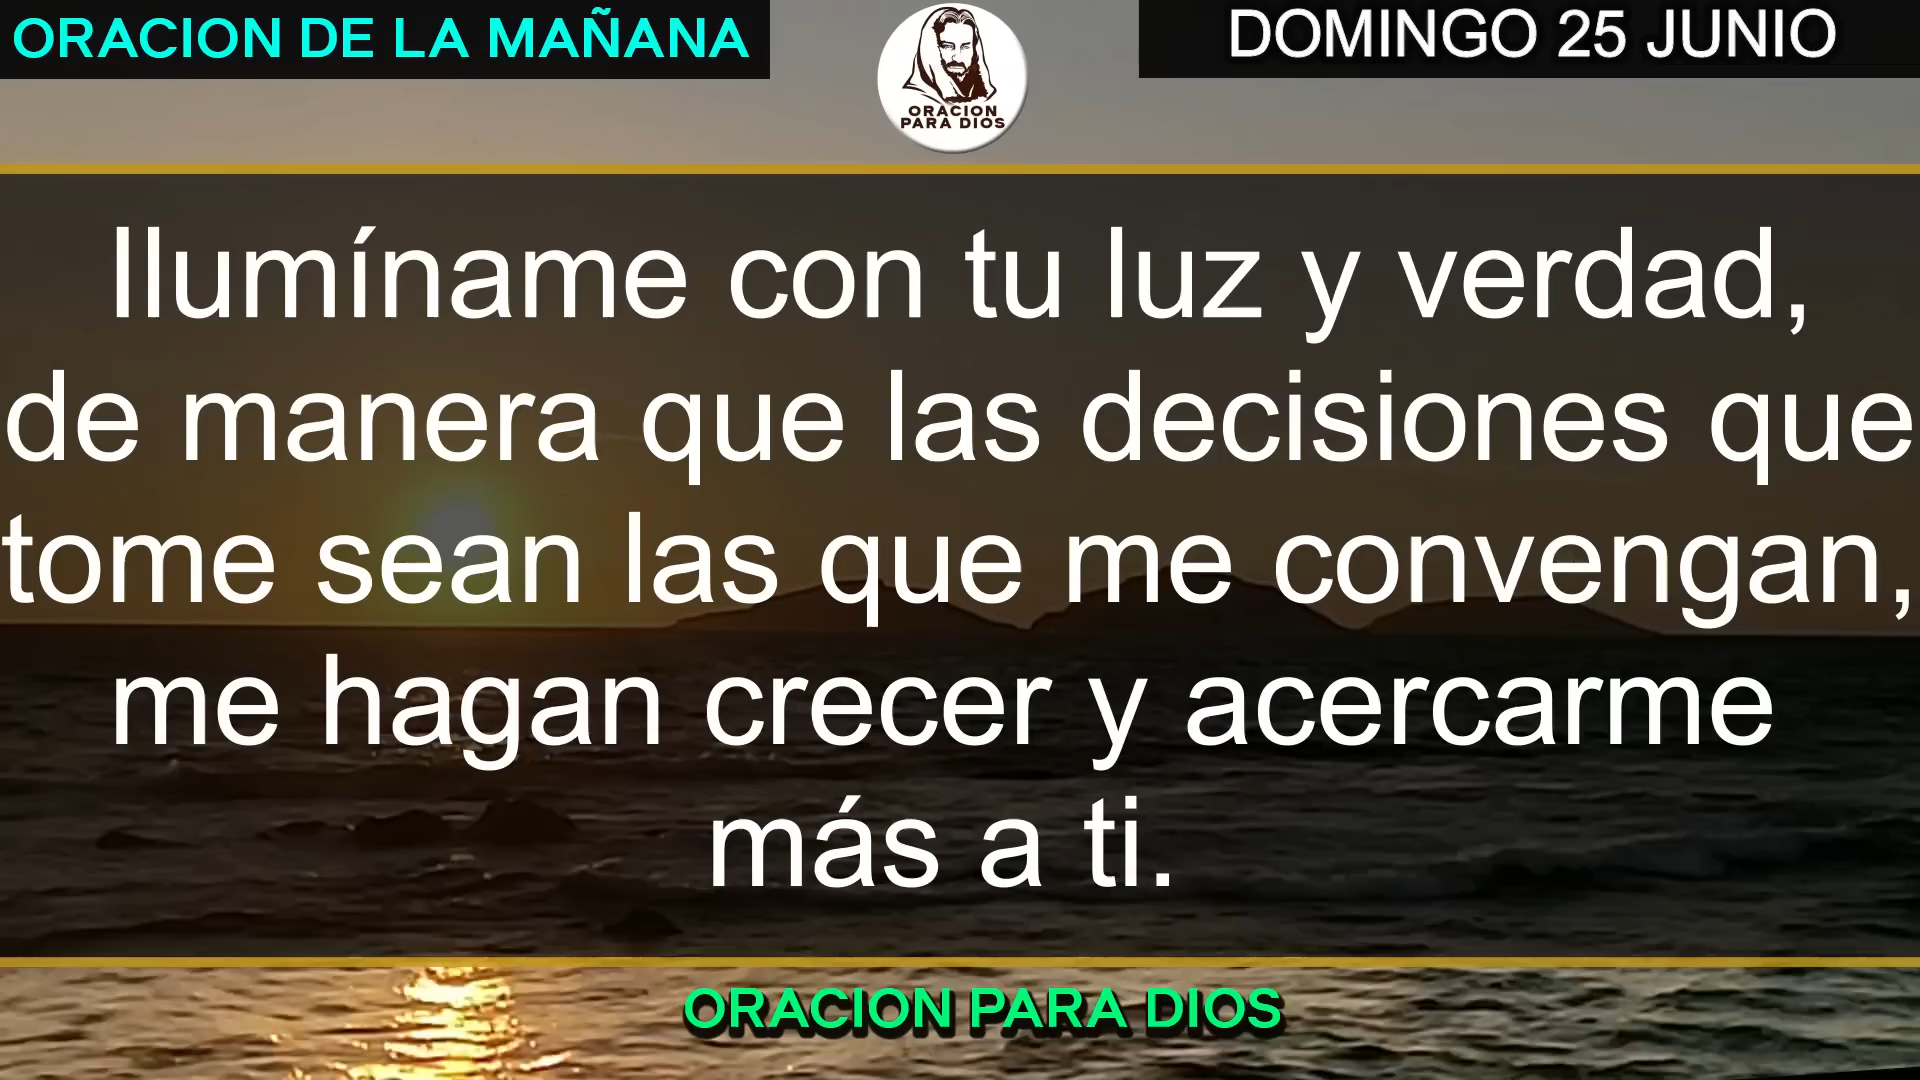 ORACION DE LA MAÑANA
ORACION
PARA DIOS
DOMINGO 25 JUNIO
Ilumíname con tu luz y verdad,
de manera que las decisiones que
tome sean las que me convengan,
me hagan crecer y acercarme
más a ti.
ORACION PARA DIOS